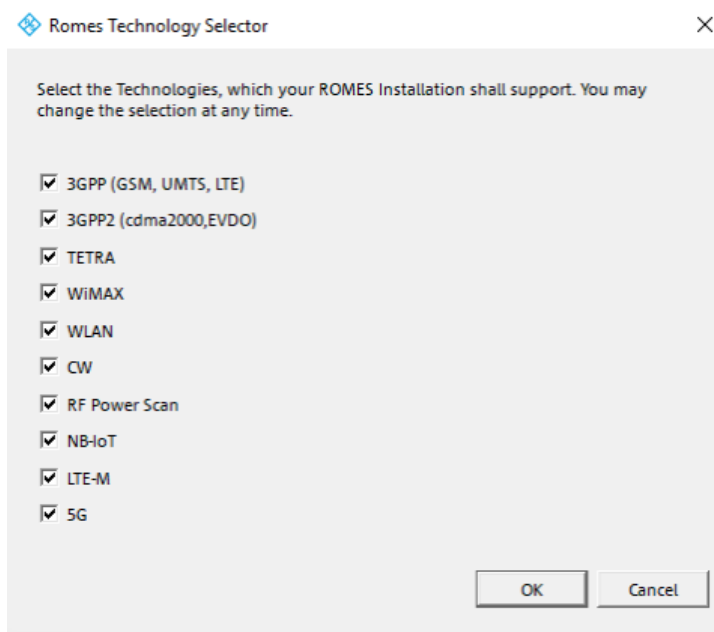 Romes Technology Selector
Select the Technologies, which your ROMES Installation shall support. You may
change the selection at any time.
3GPP (GSM, UMTS, LTE)
3GPP2 (cdma2000,EVDO)
TETRA
WiMAX
WLAN
CW
RF Power Scan
NB-IoT
LTE-M
5G
OK
Cancel